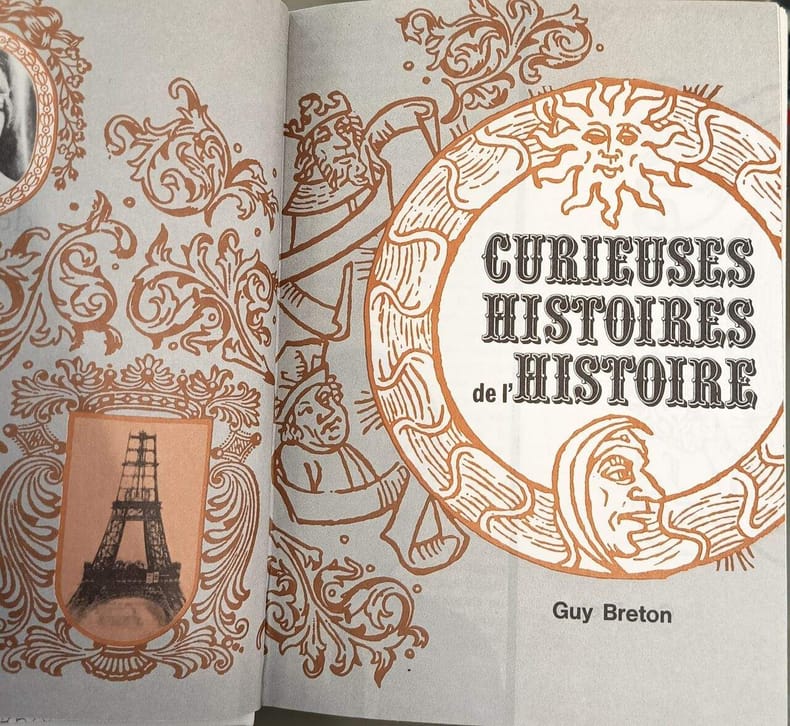 CURIEUSES
HISTOIRES
de l'HISTOIRE
Guy Breton